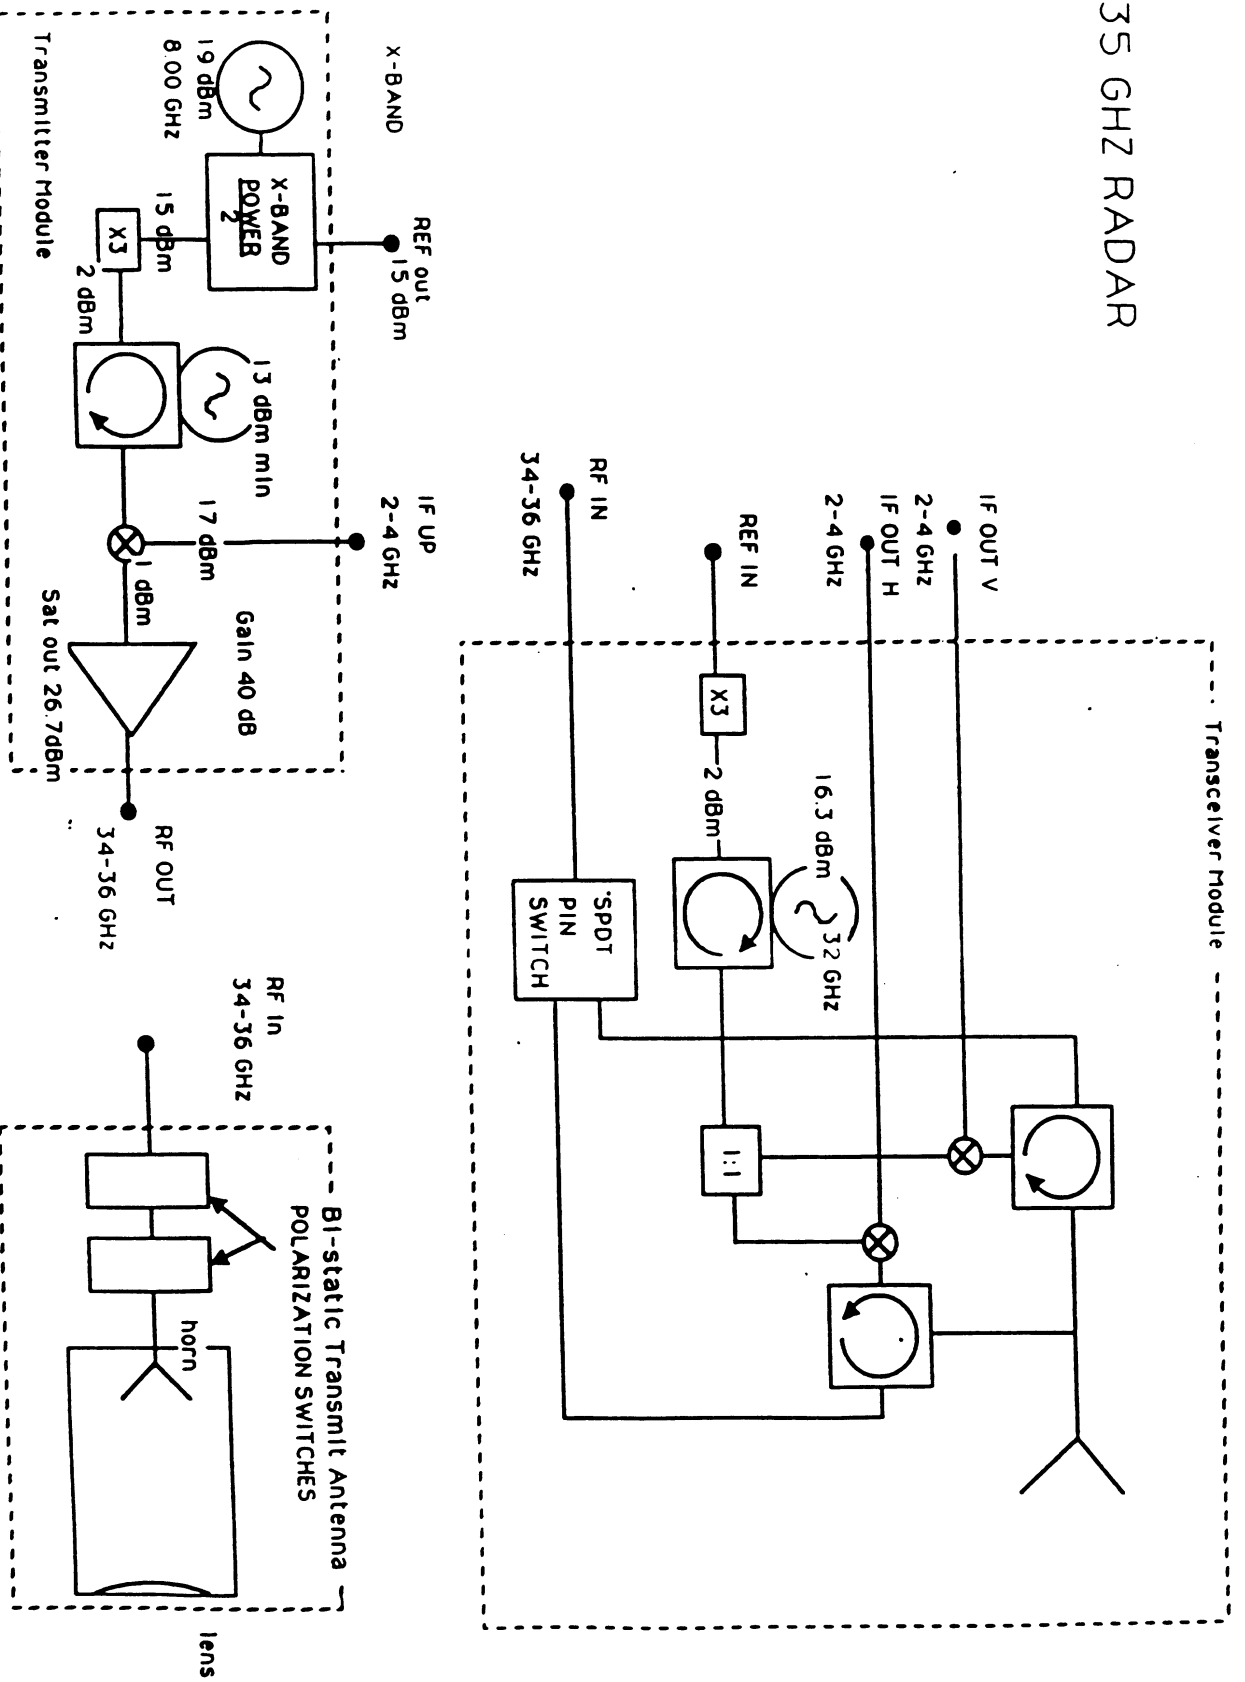 35 GHZ RADAR
Transceiver Module
IF OUT V
2-4 GHz
IF OUT H
2-4 GHz
REF IN
X3
2 dBm
16.3 dBm
32 GHz
RF IN
34-36 GHz
SPDT
PIN
SWITCH
1:1
X-BAND
19 dBm
8.00 GHz
X-BAND
POWER
2
REF out
15 dBm
15 dBm
X3
2 dBm
13 dBm min
IF UP
2-4 GHz
17 dBm
1 dBm
Gain 40 dB
Sat out 26.7dBm
Transmitter Module
RF OUT
34-36 GHz
RF In
34-36 GHz
Bi-static Transmit Antenna
POLARIZATION SWITCHES
horn
lens